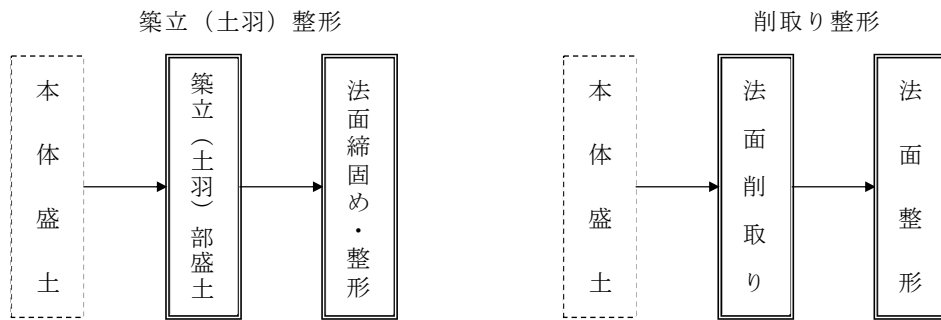 築立（土羽）整形
本体盛土
築立（土羽）部盛土
法面締固め・整形
削取り整形
本体盛土
法面削取り
法面整形